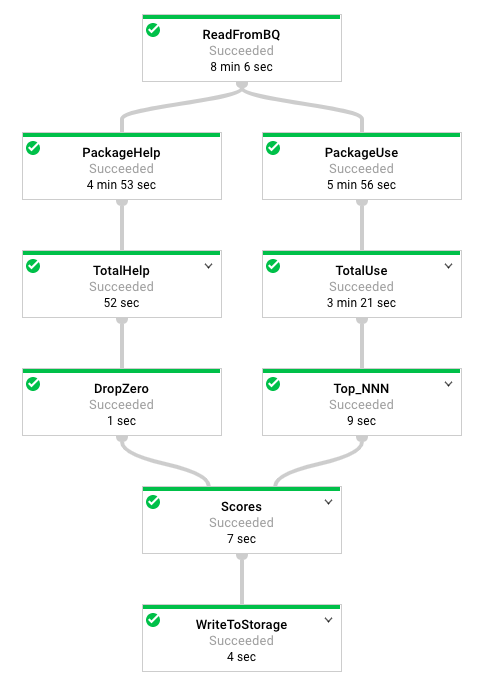 ReadFromBQ
Succeeded
8 min 6 sec
PackageHelp
Succeeded
4 min 53 sec
PackageUse
Succeeded
5 min 56 sec
TotalHelp
Succeeded
52 sec
TotalUse
Succeeded
3 min 21 sec
DropZero
Succeeded
1 sec
Top_NNN
Succeeded
9 sec
Scores
Succeeded
7 sec
WriteToStorage
Succeeded
4 sec